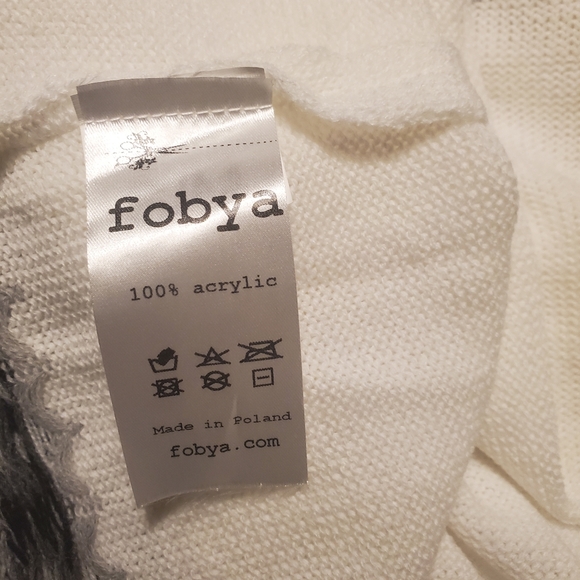 fobya
100% acrylic
Made in Poland
fobya.com